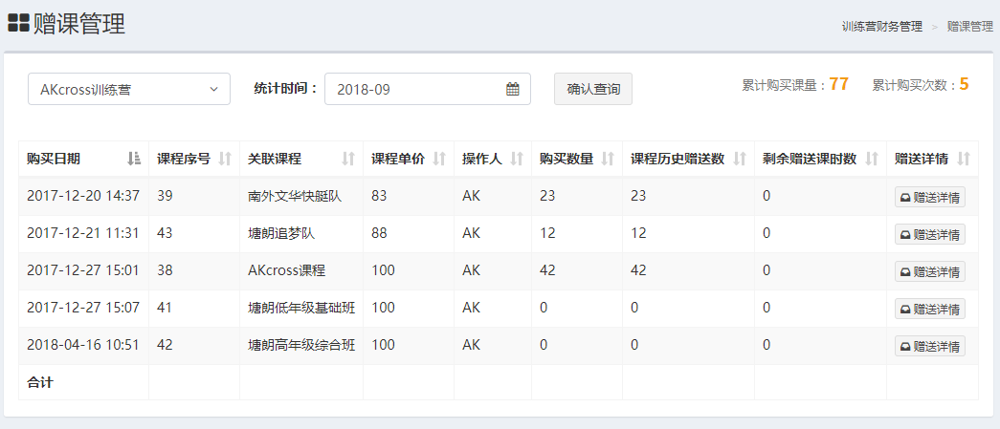 赠课管理
训练营财务管理 > 赠课管理
AKcross训练营 统计时间： 2018-09 确认查询 累计购买课量：77 累计购买次数：5
购买日期 课程序号 关联课程 课程单价 操作人 购买数量 课程历史赠送数 剩余赠送课时数 赠送详情
2017-12-20 14:37 39 南外文华快艇队 83 AK 23 23 0 赠送详情
2017-12-21 11:31 43 塘朗追梦队 88 AK 12 12 0 赠送详情
2017-12-27 15:01 38 AKcross课程 100 AK 42 42 0 赠送详情
2017-12-27 15:07 41 塘朗低年级基础班 100 AK 0 0 0 赠送详情
2018-04-16 10:51 42 塘朗高年级综合班 100 AK 0 0 0 赠送详情
合计